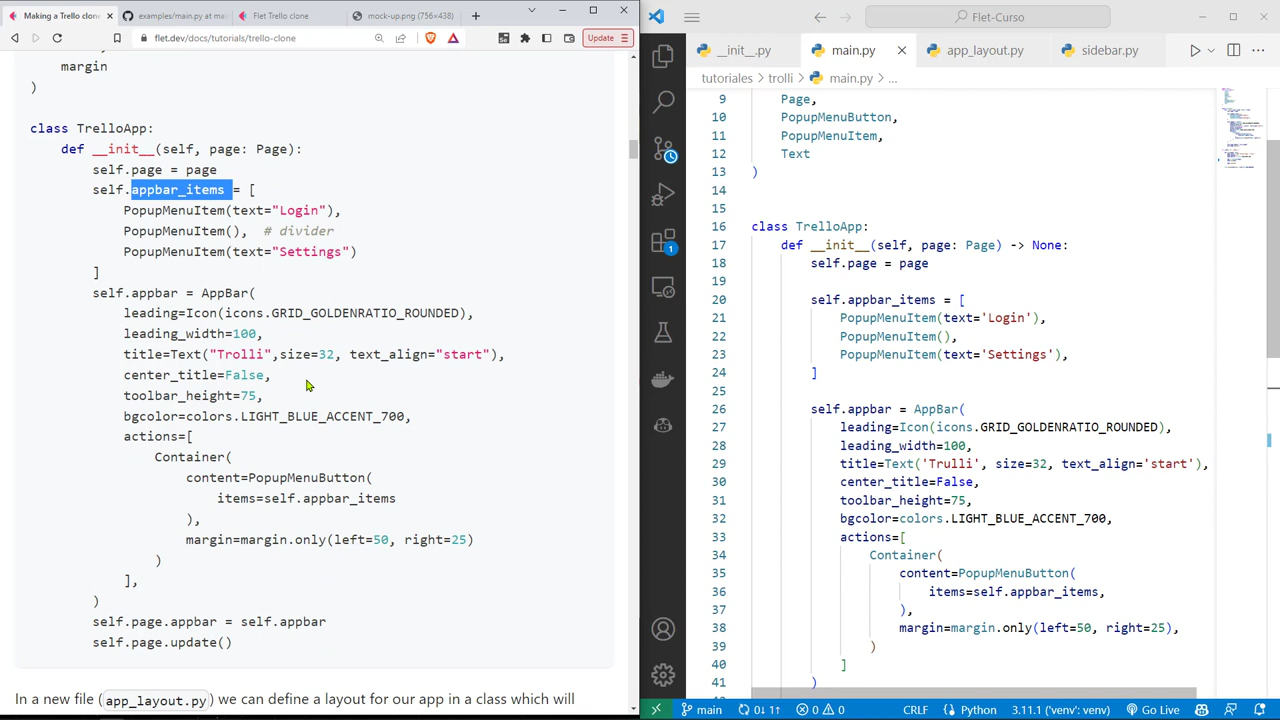 Making a Trello clone
examples/main.py at ma
Flet Trello clone
mock-up.png (756×438)
flet.dev/docs/tutorials/trello-clone
Update
margin
)
class TrelloApp:
def __init__(self, page: Page):
self.page = page
self.appbar_items = [
PopupMenuItem(text="Login"),
PopupMenuItem(),  # divider
PopupMenuItem(text="Settings")
]
self.appbar = AppBar(
leading=Icon(icons.GRID_GOLDENRATIO_ROUNDED),
leading_width=100,
title=Text("Trolli",size=32, text_align="start"),
center_title=False,
toolbar_height=75,
bgcolor=colors.LIGHT_BLUE_ACCENT_700,
actions=[
Container(
content=PopupMenuButton(
items=self.appbar_items
),
margin=margin.only(left=50, right=25)
)
],
)
self.page.appbar = self.appbar
self.page.update()
In a new file (app_layout.py) we can define a layout for our app in a class which will
Flet-Curso
__init__.py
main.py
app_layout.py
sidebar.py
tutoriales > trolli > main.py > ...
9 Page,
10 PopupMenuButton,
11 PopupMenuItem,
12 Text
13 )
14
15
16 class TrelloApp:
17 def __init__(self, page: Page) -> None:
18 self.page = page
19
20 self.appbar_items = [
21 PopupMenuItem(text='Login'),
22 PopupMenuItem(),
23 PopupMenuItem(text='Settings'),
24 ]
25
26 self.appbar = AppBar(
27 leading=Icon(icons.GRID_GOLDENRATIO_ROUNDED),
28 leading_width=100,
29 title=Text('Trulli', size=32, text_align='start'),
30 center_title=False,
31 toolbar_height=75,
32 bgcolor=colors.LIGHT_BLUE_ACCENT_700,
33 actions=[
34 Container(
35 content=PopupMenuButton(
36 items=self.appbar_items,
37 ),
38 margin=margin.only(left=50, right=25),
39 )
40 ]
41 )
1
main
0↓ 1↑
0
0
CRLF
Python
3.11.1 ('venv': venv)
Go Live